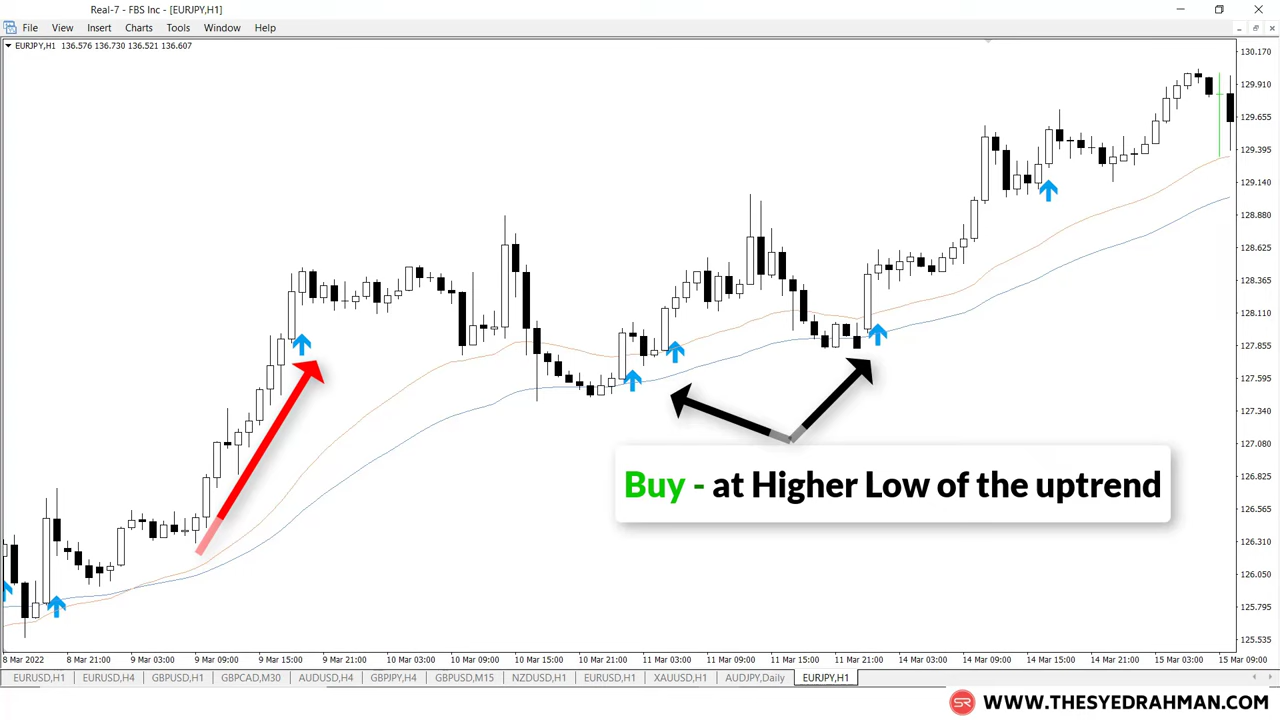 Real-7 - FBS Inc - [EURJPY,H1]
File View Insert Charts Tools Window Help
EURJPY,H1 136.576 136.730 136.521 136.607
130.170
129.910
129.655
129.395
129.140
128.880
128.625
128.365
128.110
127.855
127.595
127.340
127.080
126.825
126.565
126.310
126.050
125.795
125.535
Buy - at Higher Low of the uptrend
8 Mar 2022 8 Mar 21:00 9 Mar 03:00 9 Mar 09:00 9 Mar 15:00 9 Mar 21:00 10 Mar 03:00 10 Mar 09:00 10 Mar 15:00 10 Mar 21:00 11 Mar 03:00 11 Mar 09:00 11 Mar 15:00 11 Mar 21:00 14 Mar 03:00 14 Mar 09:00 14 Mar 15:00 14 Mar 21:00 15 Mar 03:00 15 Mar 09:00
EURUSD,H1 EURUSD,H4 GBPUSD,H1 GBPCAD,M30 AUDUSD,H4 GBPJPY,H4 GBPUSD,M15 NZDUSD,H1 EURUSD,H1 XAUUSD,H1 AUDJPY,Daily EURJPY,H1
SR WWW.THESYEDRAHMAN.COM